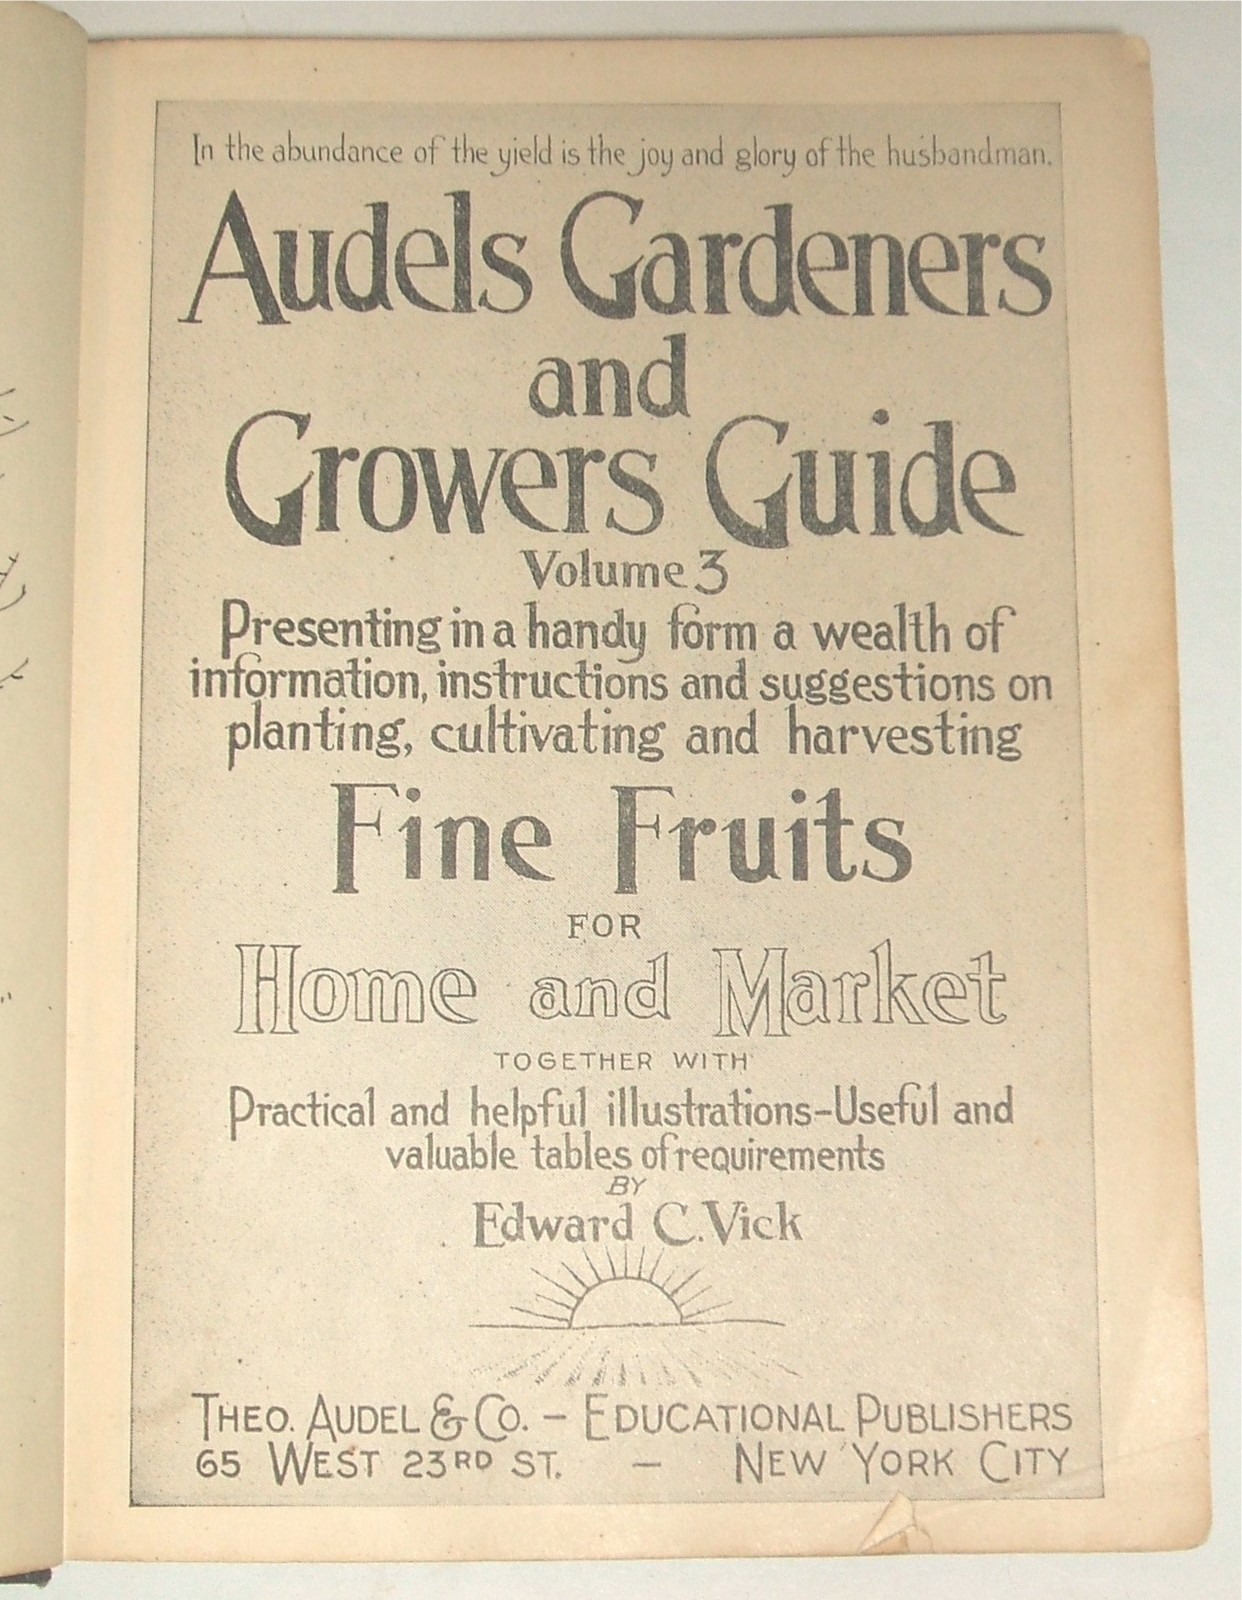 In the abundance of the yield is the joy and glory of the husbandman.
Audels Gardeners
and
Growers Guide
Volume 3
Presenting in a handy form a wealth of
information, instructions and suggestions on
planting, cultivating and harvesting
Fine Fruits
FOR
Home and Market
TOGETHER WITH
Practical and helpful illustrations-Useful and
valuable tables of requirements
BY
Edward C. Vick
THEO. AUDEL & CO. - EDUCATIONAL PUBLISHERS
65 WEST 23RD ST. - NEW YORK CITY